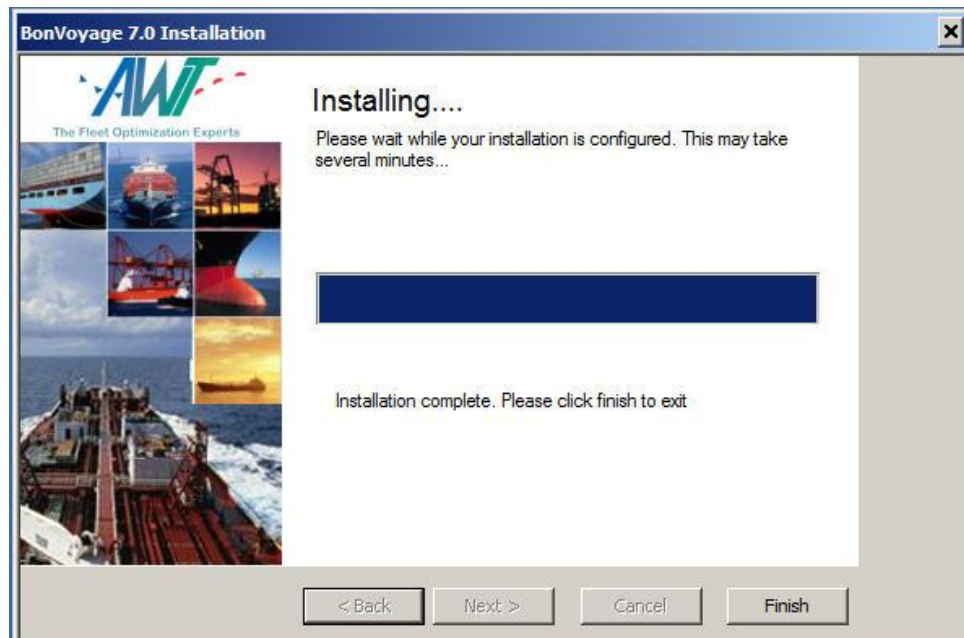 BonVoyage 7.0 Installation
AWT
The Fleet Optimization Experts
Installing....
Please wait while your installation is configured. This may take
several minutes...
Installation complete. Please click finish to exit
< Back
Next >
Cancel
Finish